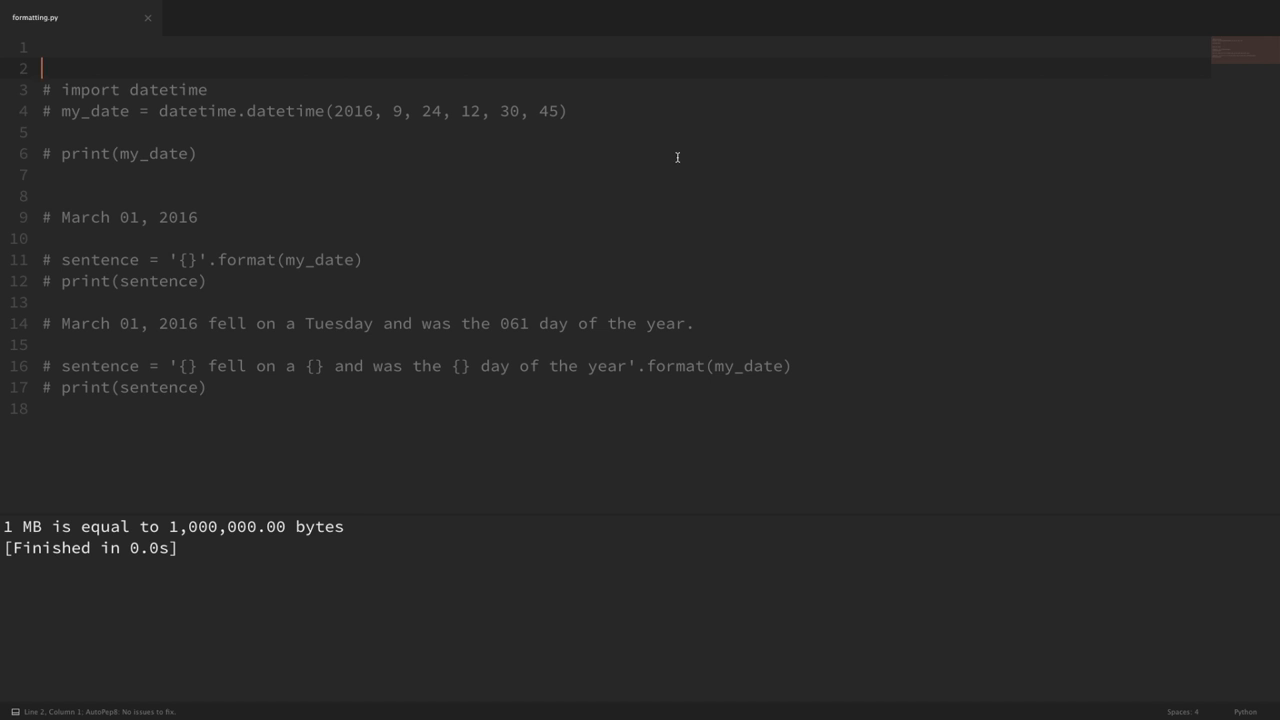 formatting.py
1
2
3 # import datetime
4 # my_date = datetime.datetime(2016, 9, 24, 12, 30, 45)
5
6 # print(my_date)
7
8
9 # March 01, 2016
10
11 # sentence = '{}'.format(my_date)
12 # print(sentence)
13
14 # March 01, 2016 fell on a Tuesday and was the 061 day of the year.
15
16 # sentence = '{} fell on a {} and was the {} day of the year'.format(my_date)
17 # print(sentence)
18
1 MB is equal to 1,000,000.00 bytes
[Finished in 0.0s]
Line 2, Column 1; AutoPep8: No issues to fix. Spaces: 4 Python